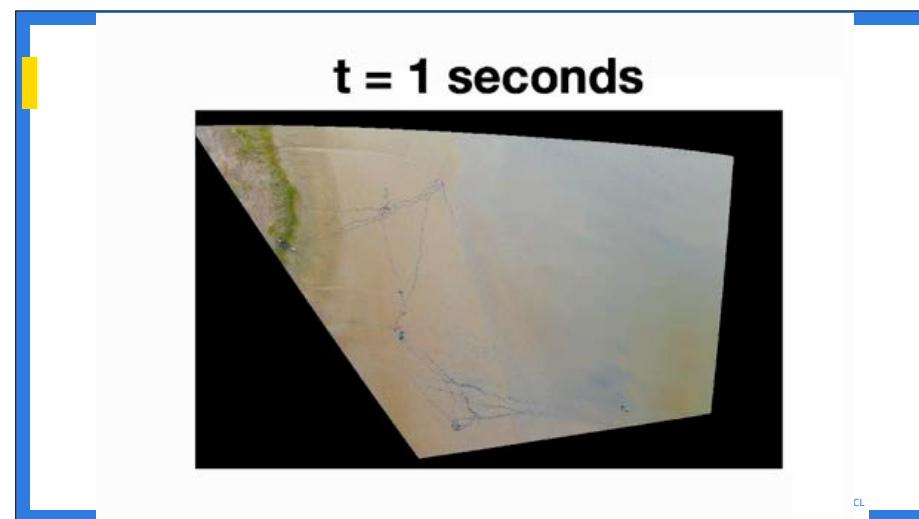 t = 1 seconds
CL